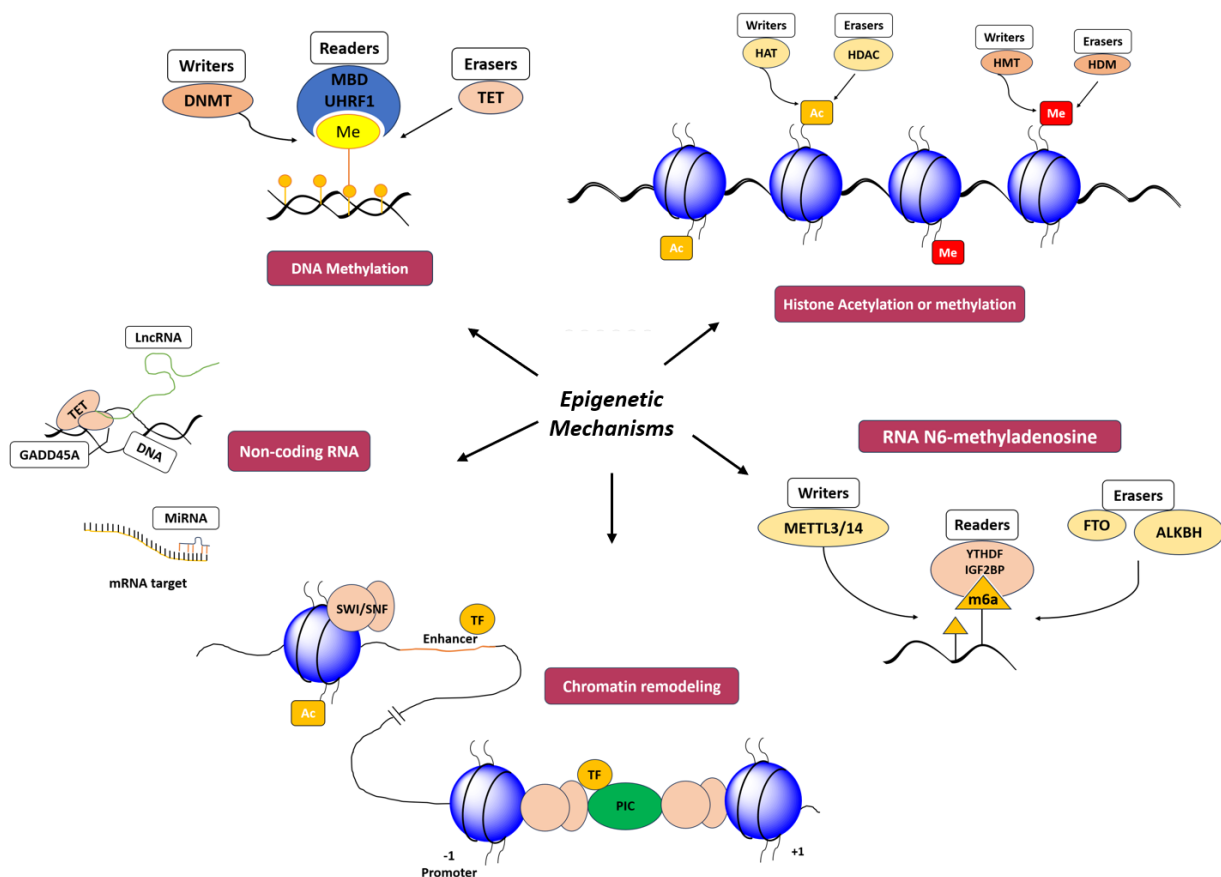 Writers
DNMT
Readers
MBD
UHRF1
Me
Erasers
TET
DNA Methylation
Writers
HAT
Erasers
HDAC
Ac
Writers
HMT
Erasers
HDM
Me
Ac
Me
Histone Acetylation or methylation
LncRNA
TET
GADD45A
DNA
Non-coding RNA
MiRNA
mRNA target
Epigenetic
Mechanisms
RNA N6-methyladenosine
Writers
METTL3/14
Readers
YTHDF
IGF2BP
m6a
Erasers
FTO
ALKBH
SWI/SNF
Ac
Enhancer
TF
Chromatin remodeling
TF
PIC
-1
Promoter
+1